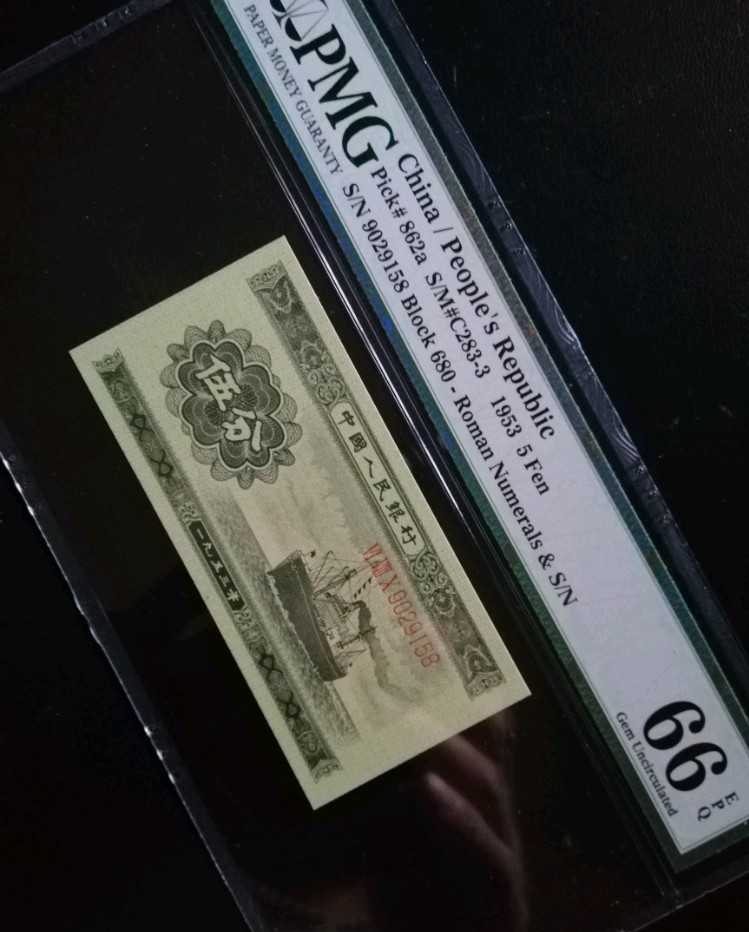 PMG
PAPER MONEY GUARANTY
China / People's Republic
Pick# 862a S/M#C283-3 1953 5 Fen
S/N 9029158 Block 680 - Roman Numerals & S/N
66 EPQ
Gem Uncirculated
中國人民銀行
伍分
9029158
一九五三年